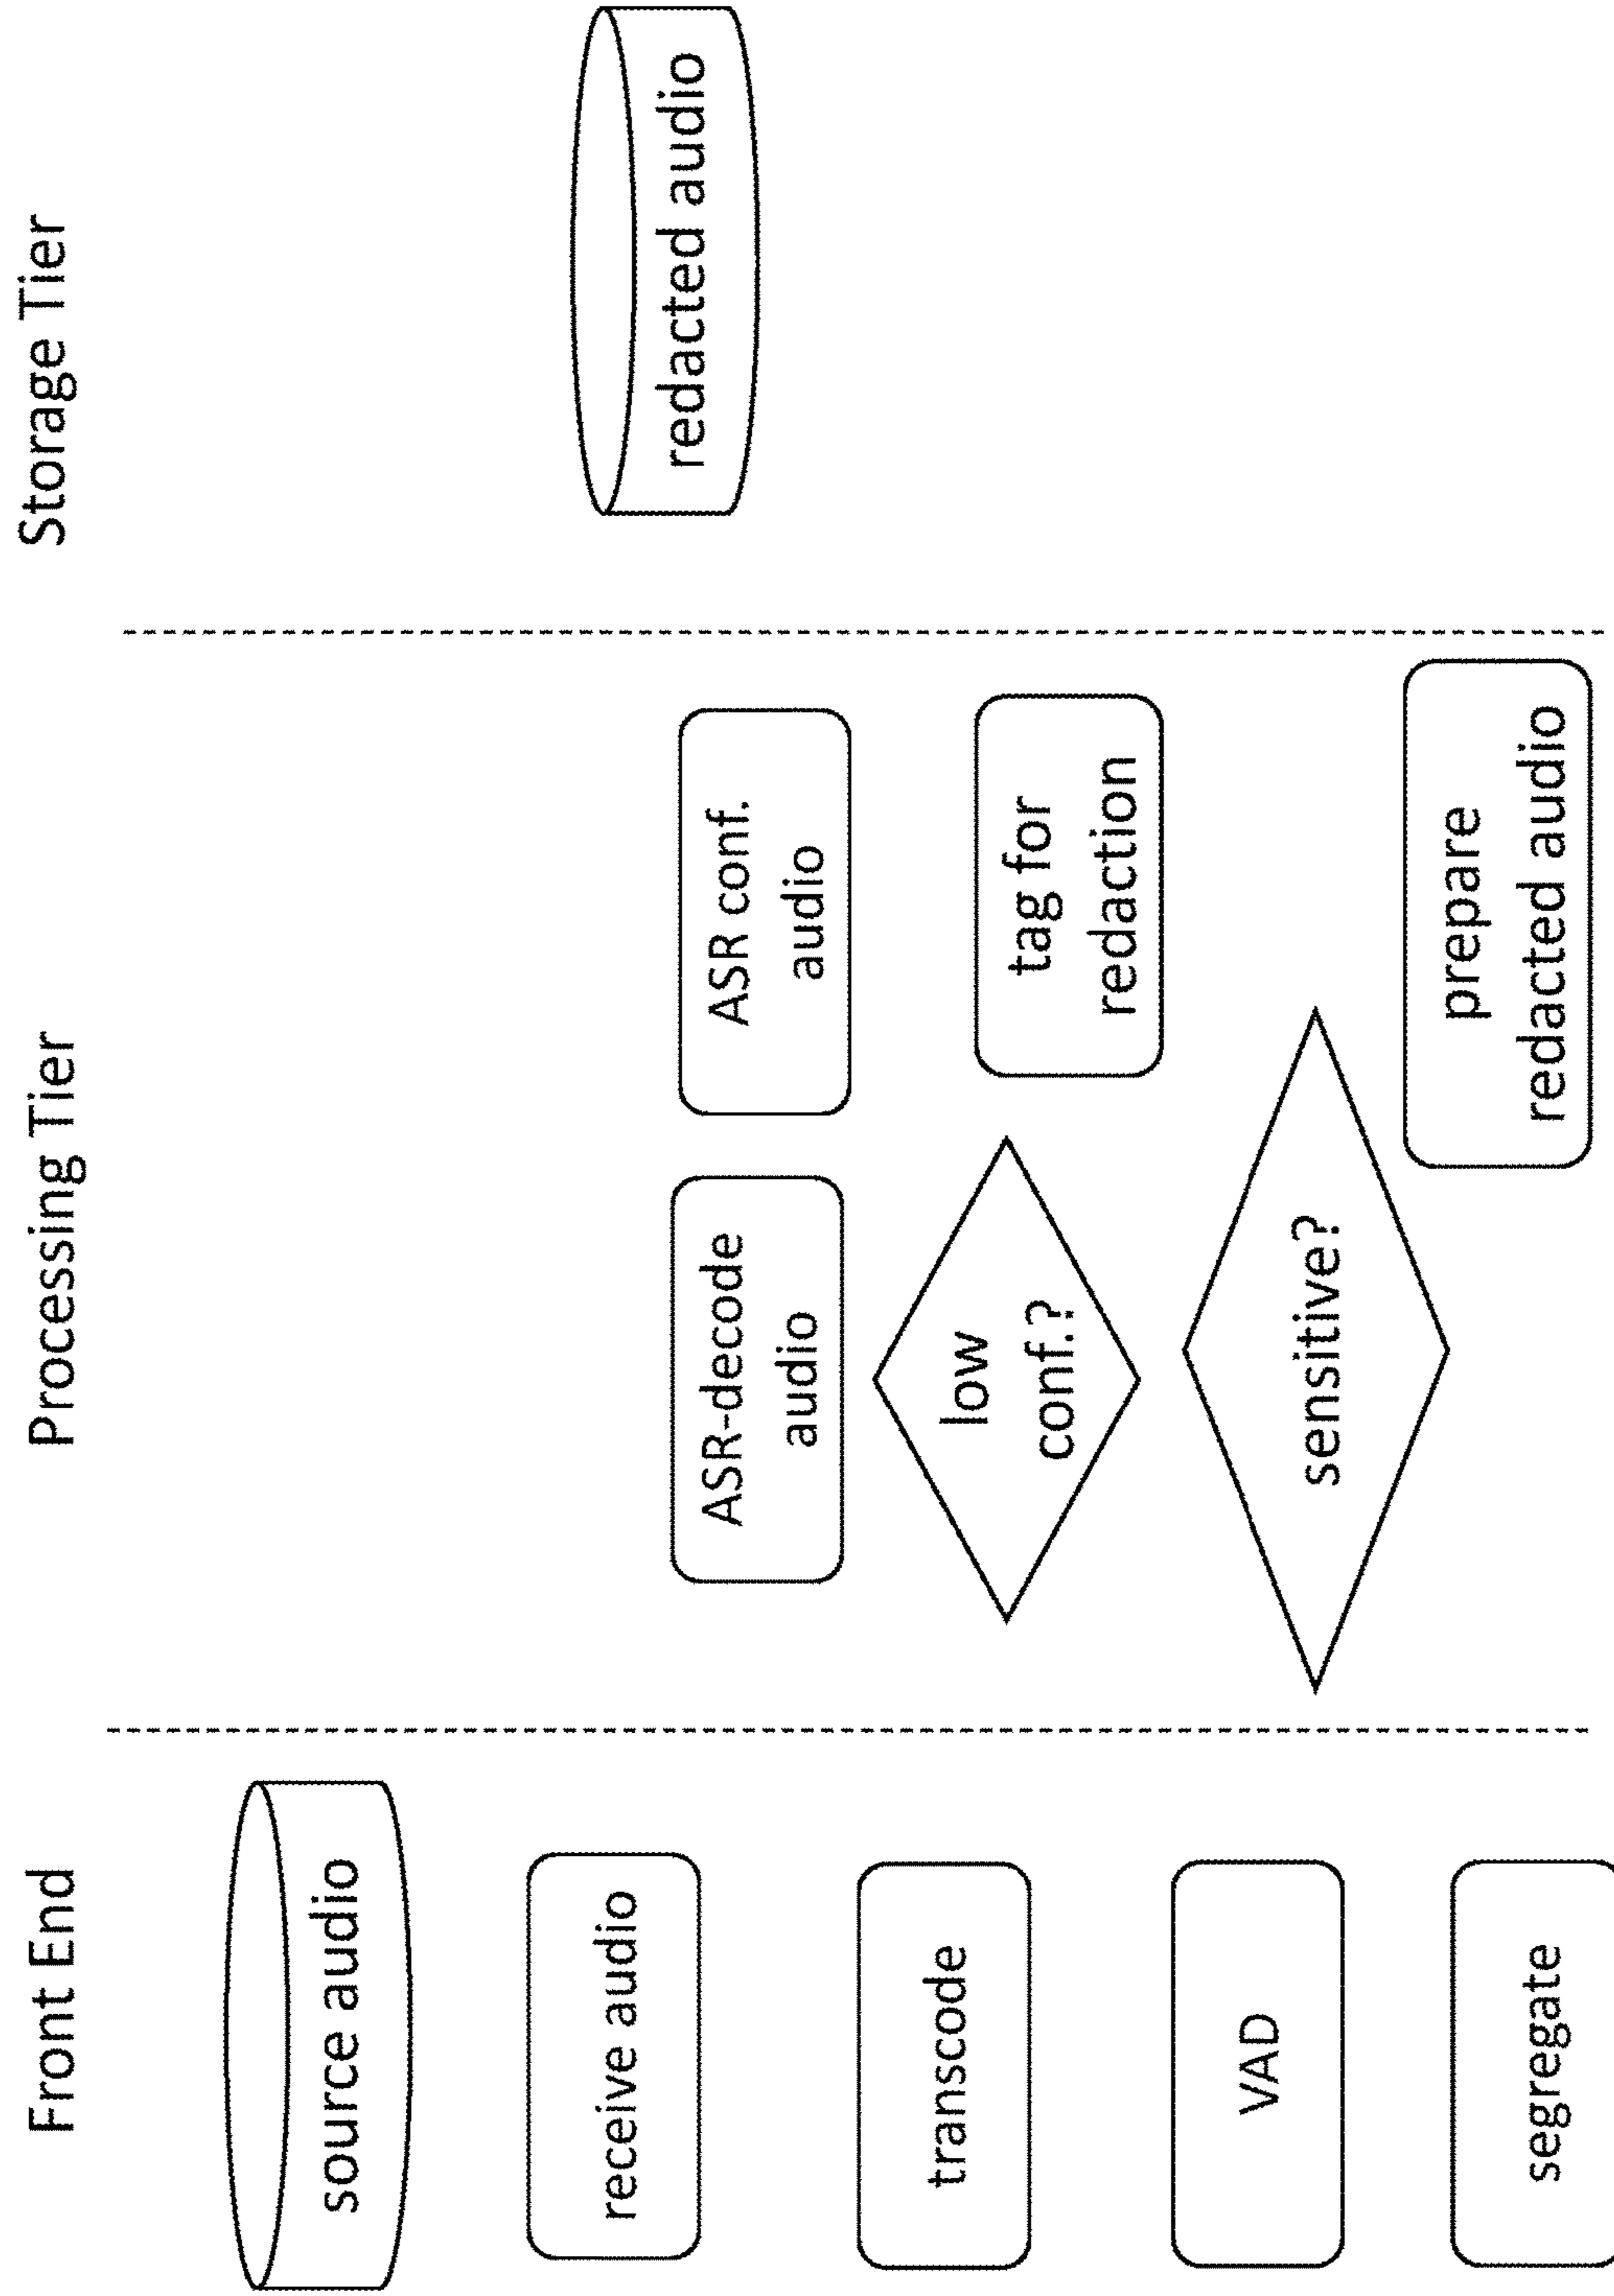 Front End
Processing Tier
Storage Tier
source audio
receive audio
transcode
VAD
segregate
ASR-decode
audio
ASR conf.
audio
low
conf.?
tag for
redaction
sensitive?
prepare
redacted audio
redacted audio